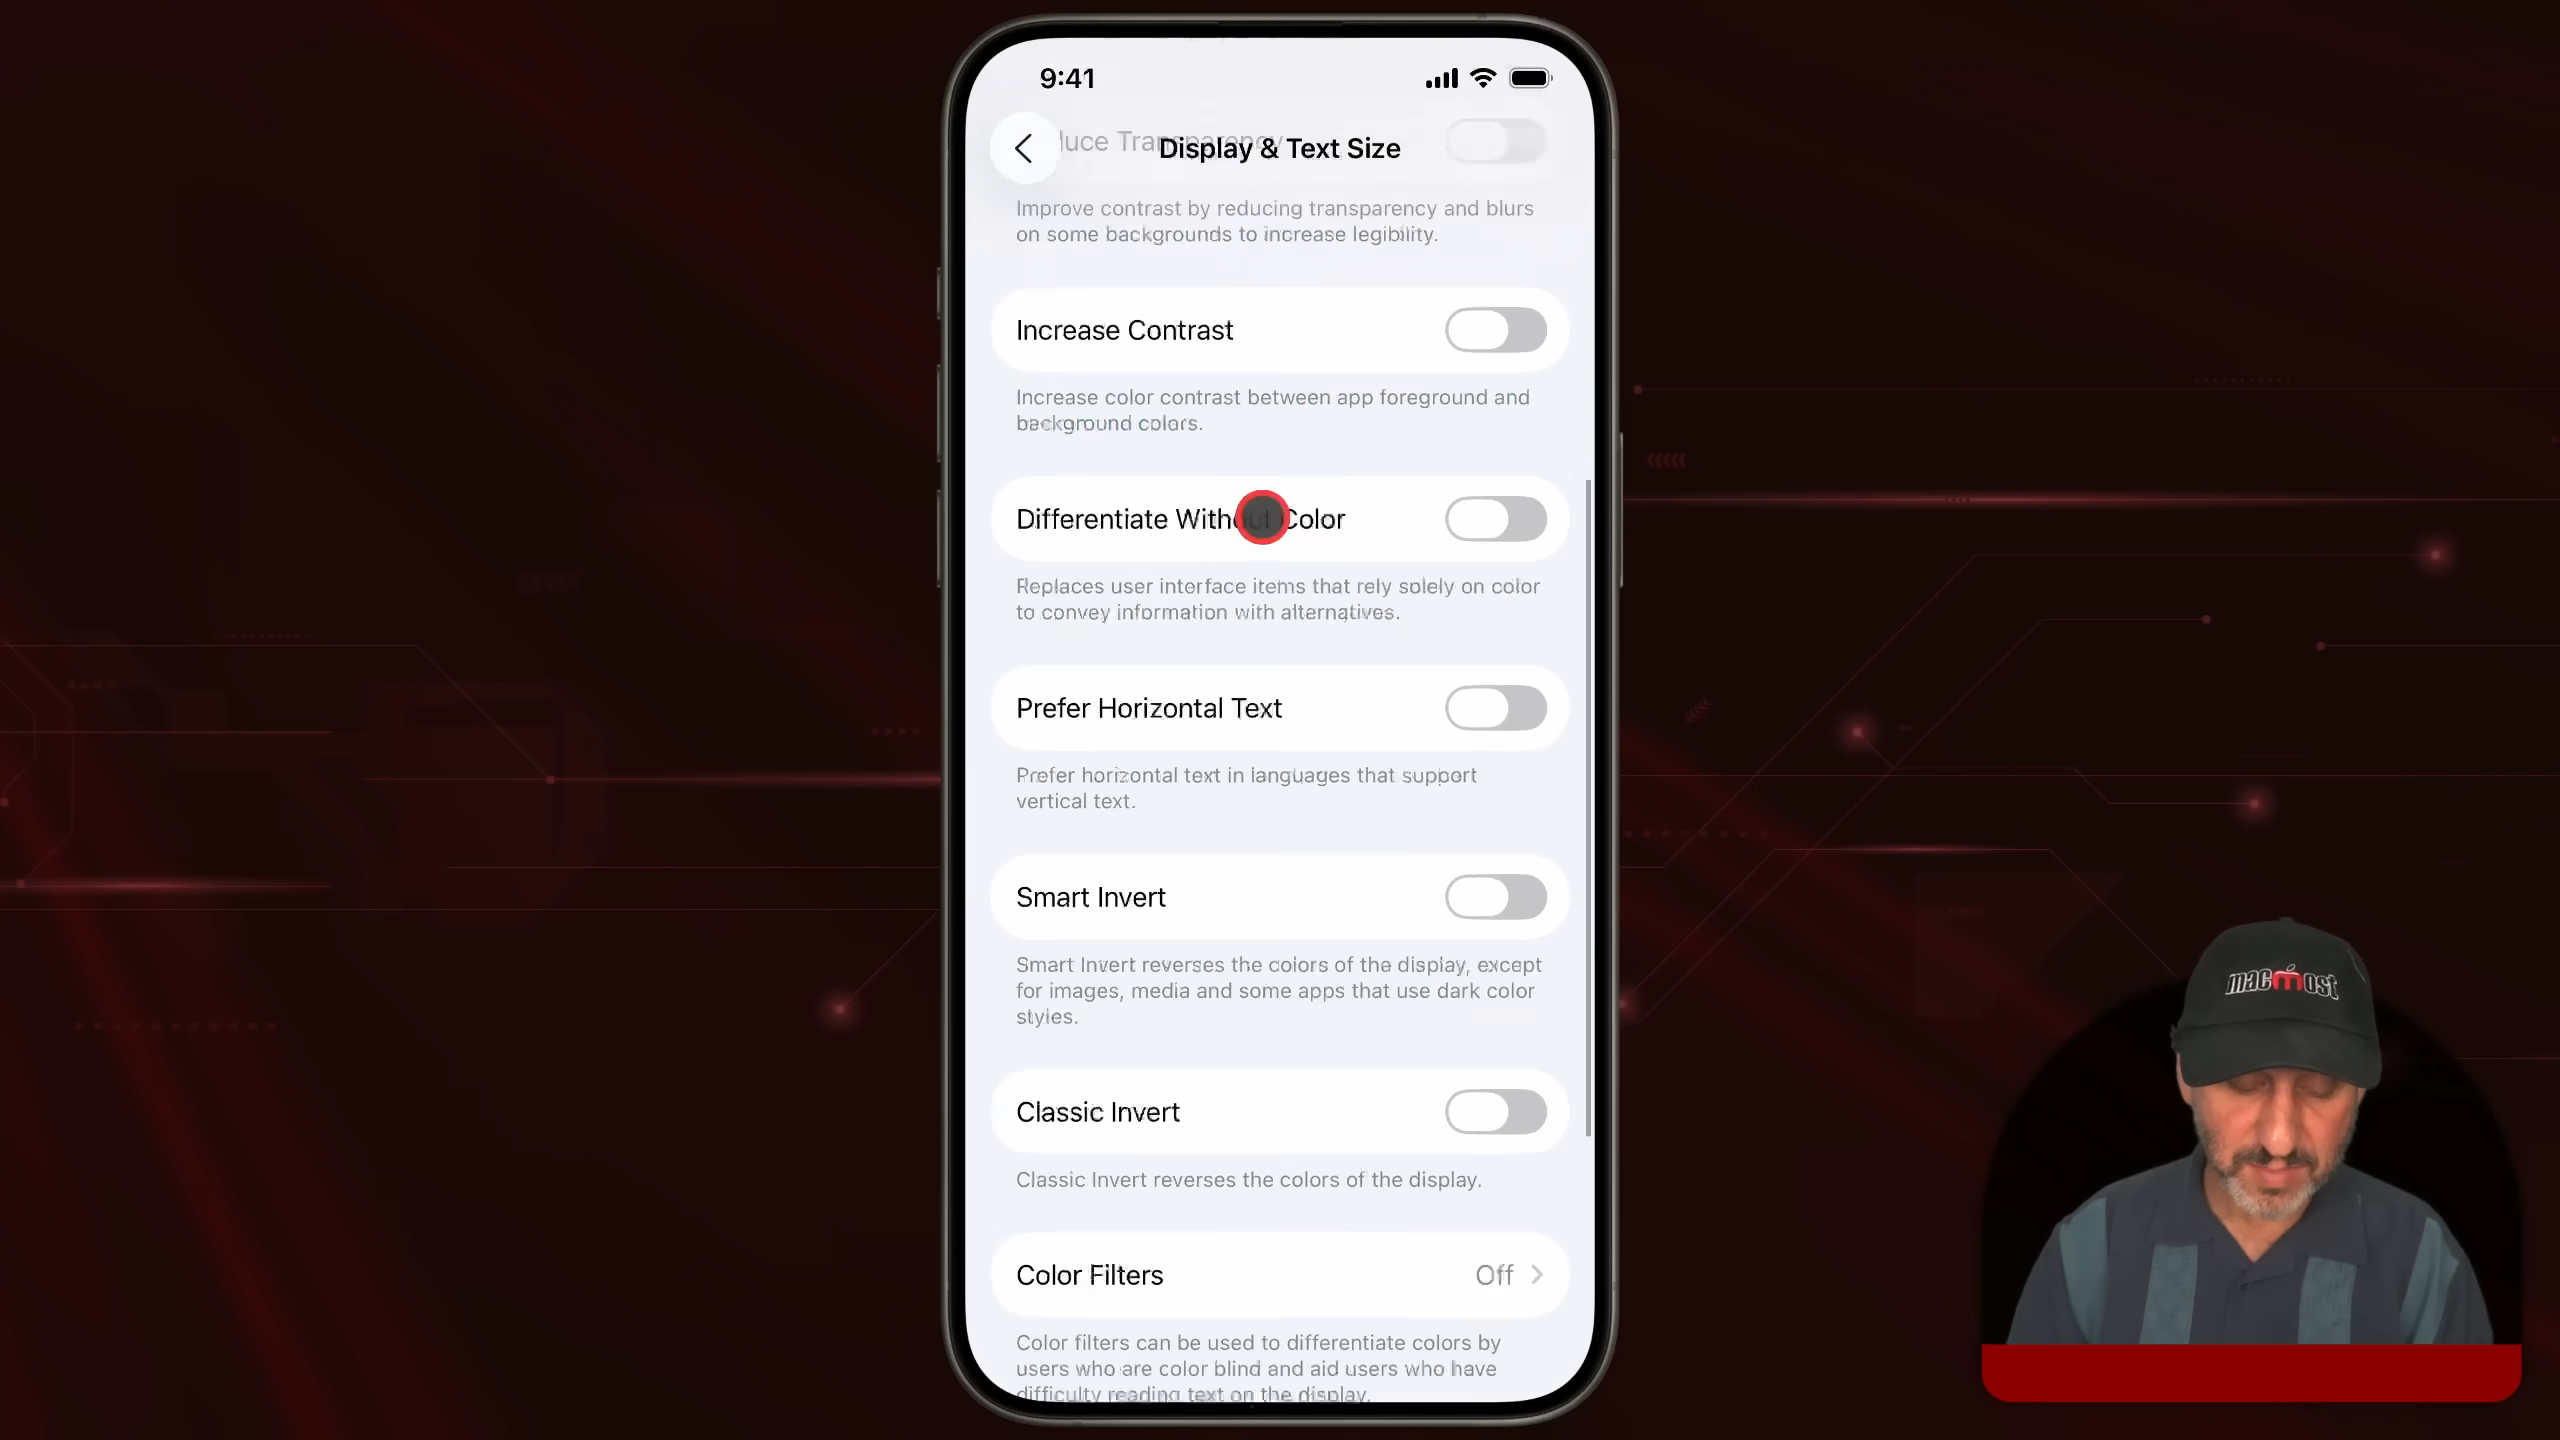 9:41
duce Transparency
Display & Text Size
Improve contrast by reducing transparency and blurs
on some backgrounds to increase legibility.
Increase Contrast
Increase color contrast between app foreground and
background colors.
Differentiate Without Color
Replaces user interface items that rely solely on color
to convey information with alternatives.
Prefer Horizontal Text
Prefer horizontal text in languages that support
vertical text.
Smart Invert
Smart Invert reverses the colors of the display, except
for images, media and some apps that use dark color
styles.
Classic Invert
Classic Invert reverses the colors of the display.
Color Filters
Off
Color filters can be used to differentiate colors by
users who are color blind and aid users who have
difficulty reading text on the display.
macmost